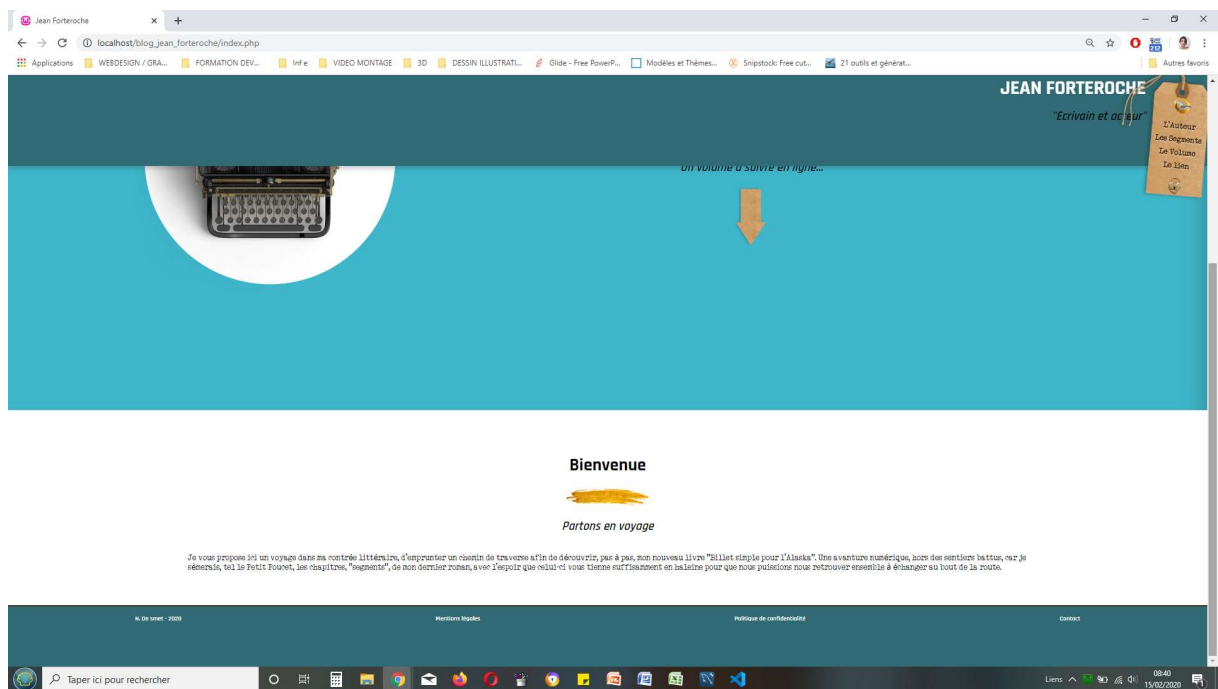 Jean Forteroche
localhost/blog_jean_forteroche/index.php
Applications WEBDESIGN / GRA... FORMATION DEV... Inf e VIDEO MONTAGE 3D DESSIN ILLUSTRATI... Glide - Free PowerP... Modèles et Thèmes... Snipstock: Free cut... 21 outils et générat... Autres favoris
JEAN FORTEROCHE
"Ecrivain et acteur"
L'Auteur
Les Segments
Le Volume
Le lien
Un volume à suivre en ligne...
Bienvenue
Partons en voyage
Je vous propose ici un voyage dans ma contrée littéraire, d'emprunter un chemin de traverse afin de découvrir, pas à pas, mon nouveau livre "Billet simple pour l'Alaska". Une avanture numérique, hors des sentiers battus, car je
sèmerais, tel le Petit Poucet, les chapitres, "segments", de mon dernier roman, avec l'espoir que celui-ci vous tienne suffisamment en haleine pour que nous puissions nous retrouver ensemble à échanger au bout de la route.
N. De smet - 2020 Mentions légales Politique de confidentialité Contact
Taper ici pour rechercher
Liens
08:40
15/02/2020